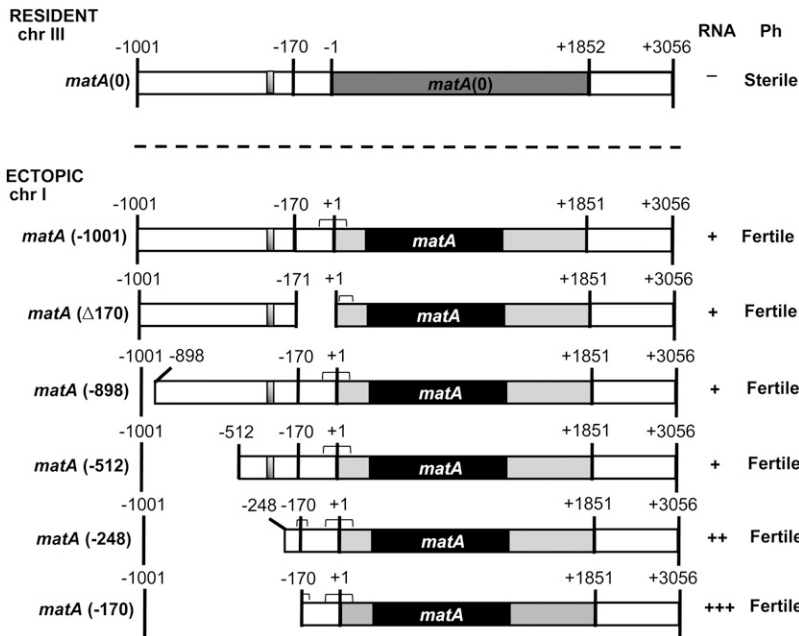 RESIDENT
chr III
RNA Ph
-1001 -170 -1 +1852 +3056
matA(0) matA(0) – Sterile
ECTOPIC
chr I
-1001 -170 +1 +1851 +3056
matA (-1001) matA + Fertile
-1001 -171 +1 +1851 +3056
matA (Δ170) matA + Fertile
-1001 -898 -170 +1 +1851 +3056
matA (-898) matA + Fertile
-1001 -512 -170 +1 +1851 +3056
matA (-512) matA + Fertile
-1001 -248 -170 +1 +1851 +3056
matA (-248) matA ++ Fertile
-1001 -170 +1 +1851 +3056
matA (-170) matA +++ Fertile